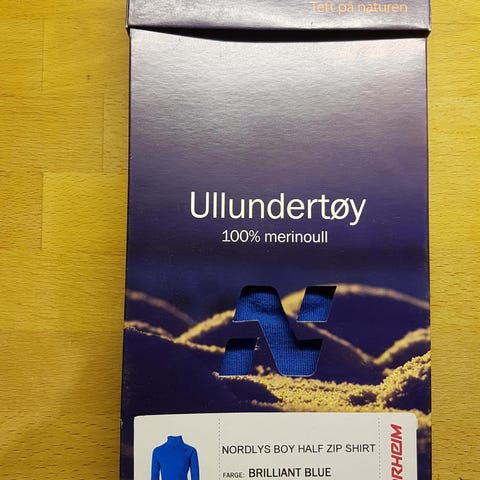 Tett på naturen
Ullundertøy
100% merinoull
NORDLYS BOY HALF ZIP SHIRT
FARGE: BRILLIANT BLUE